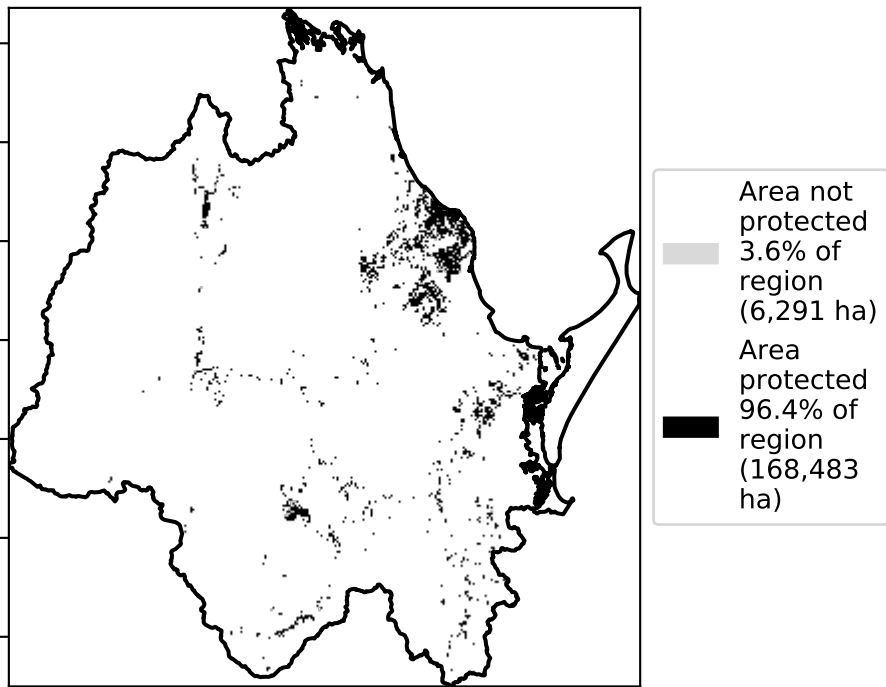 Area not
protected
3.6% of
region
(6,291 ha)
Area
protected
96.4% of
region
(168,483
ha)